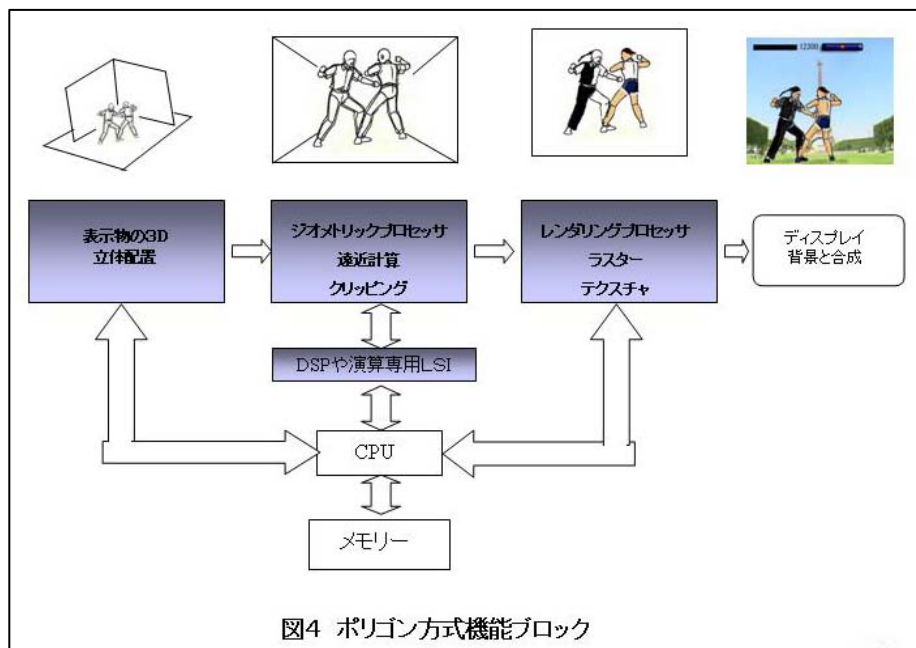 12300
表示物の3D
立体配置
ジオメトリックプロセッサ
遠近計算
クリッピング
レンダリングプロセッサ
ラスター
テクスチャ
ディスプレイ
背景と合成
DSPや演算専用LSI
CPU
メモリー
図4 ポリゴン方式機能ブロック